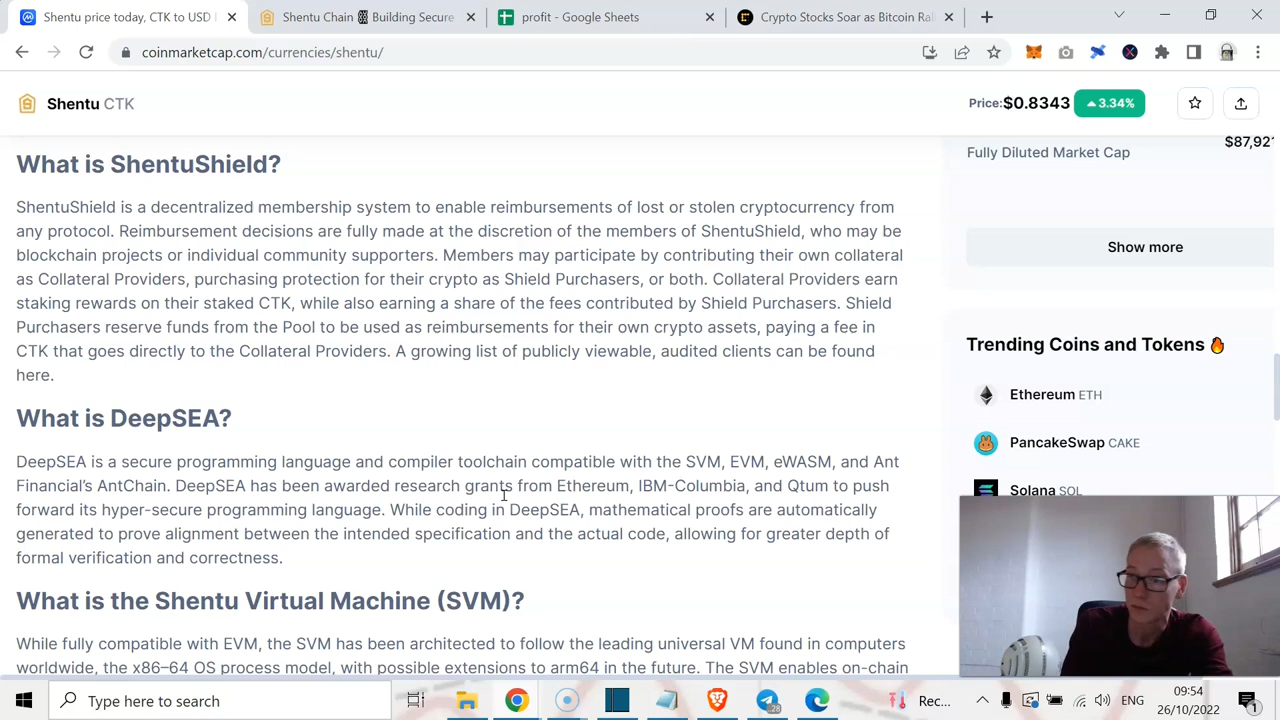 Shentu price today, CTK to USD
Shentu Chain Building Secure
profit - Google Sheets
Crypto Stocks Soar as Bitcoin Ral
coinmarketcap.com/currencies/shentu/
Shentu CTK
Price: $0.8343 3.34%
What is ShentuShield?
ShentuShield is a decentralized membership system to enable reimbursements of lost or stolen cryptocurrency from
any protocol. Reimbursement decisions are fully made at the discretion of the members of ShentuShield, who may be
blockchain projects or individual community supporters. Members may participate by contributing their own collateral
as Collateral Providers, purchasing protection for their crypto as Shield Purchasers, or both. Collateral Providers earn
staking rewards on their staked CTK, while also earning a share of the fees contributed by Shield Purchasers. Shield
Purchasers reserve funds from the Pool to be used as reimbursements for their own crypto assets, paying a fee in
CTK that goes directly to the Collateral Providers. A growing list of publicly viewable, audited clients can be found
here.
What is DeepSEA?
DeepSEA is a secure programming language and compiler toolchain compatible with the SVM, EVM, eWASM, and Ant
Financial's AntChain. DeepSEA has been awarded research grants from Ethereum, IBM-Columbia, and Qtum to push
forward its hyper-secure programming language. While coding in DeepSEA, mathematical proofs are automatically
generated to prove alignment between the intended specification and the actual code, allowing for greater depth of
formal verification and correctness.
What is the Shentu Virtual Machine (SVM)?
While fully compatible with EVM, the SVM has been architected to follow the leading universal VM found in computers
worldwide, the x86–64 OS process model, with possible extensions to arm64 in the future. The SVM enables on-chain
$87,92
Fully Diluted Market Cap
Show more
Trending Coins and Tokens
Ethereum ETH
PancakeSwap CAKE
Solana SOL
Type here to search
28
Rec...
ENG
09:54
26/10/2022
1